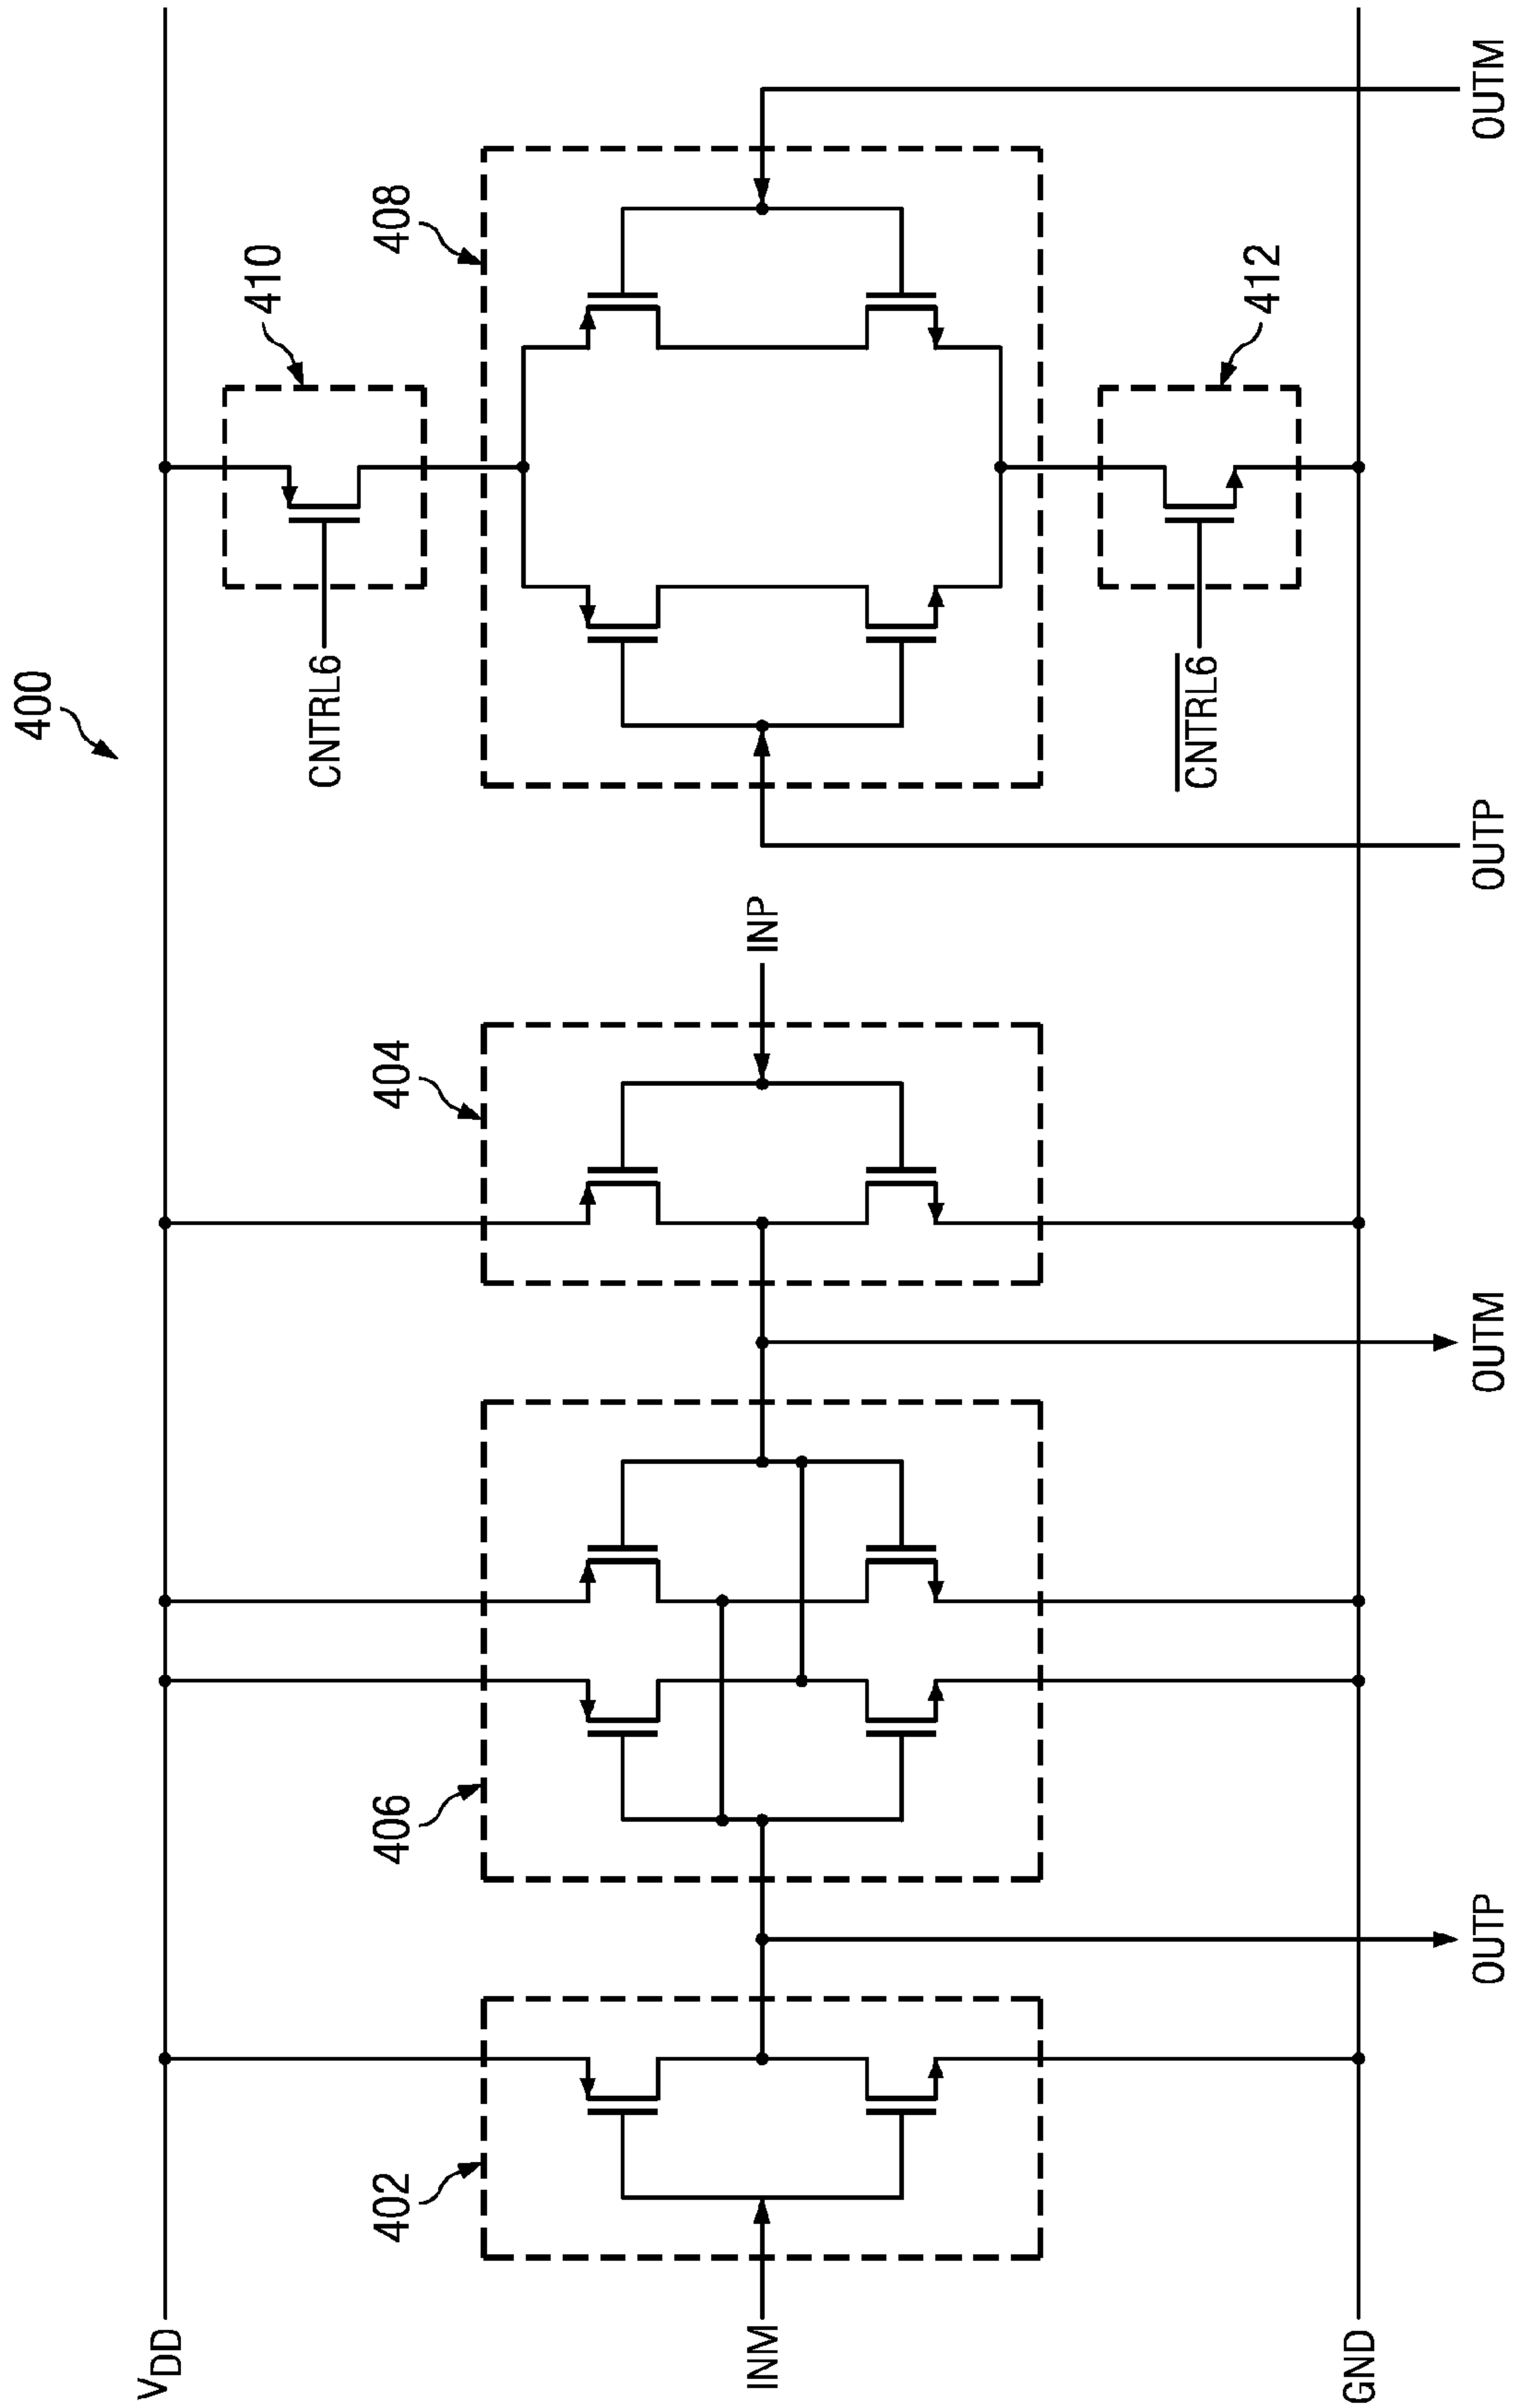 400
V_DD
410
CNTRL6
408
402
406
404
INM
INP
412
CNTRL6
GND
OUTP
OUTM
OUTP
OUTM